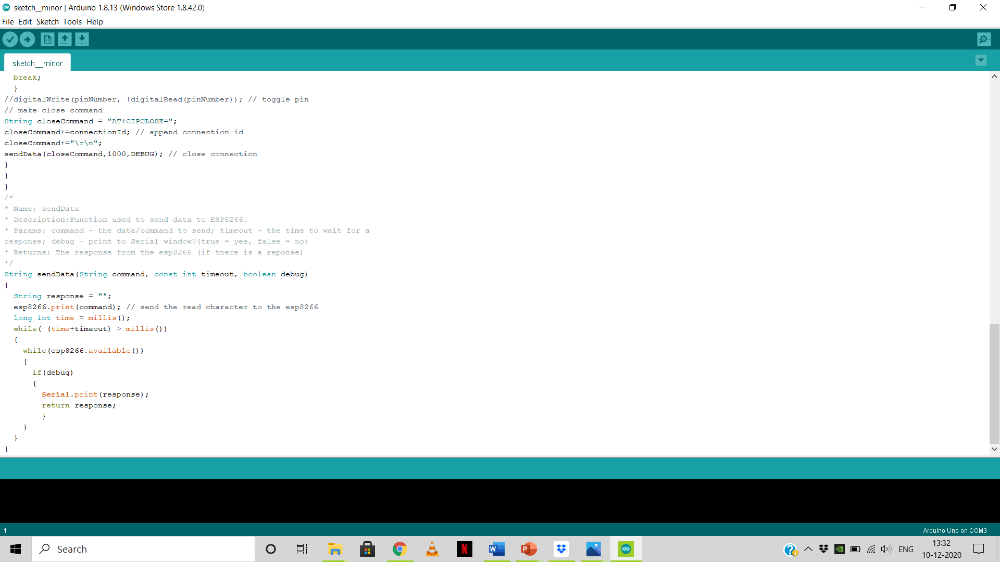 sketch__minor | Arduino 1.8.13 (Windows Store 1.8.42.0)
File Edit Sketch Tools Help
sketch__minor
break;
}
//digitalWrite(pinNumber, !digitalRead(pinNumber)); // toggle pin
// make close command
String closeCommand = "AT+CIPCLOSE=";
closeCommand+=connectionId; // append connection id
closeCommand+="\r\n";
sendData(closeCommand,1000,DEBUG); // close connection
}
}
}
/*
* Name: sendData
* Description:Function used to send data to ESP8266.
* Params: command - the data/command to send; timeout - the time to wait for a
response; debug - print to Serial window?(true = yes, false = no)
* Returns: The response from the esp8266 (if there is a reponse)
*/
String sendData(String command, const int timeout, boolean debug)
{
String response = "";
esp8266.print(command); // send the read character to the esp8266
long int time = millis();
while( (time+timeout) > millis())
{
while(esp8266.available())
{
if(debug)
{
Serial.print(response);
return response;
}
}
}
}
1
Arduino Uno on COM3
Search
ENG
13:32
10-12-2020